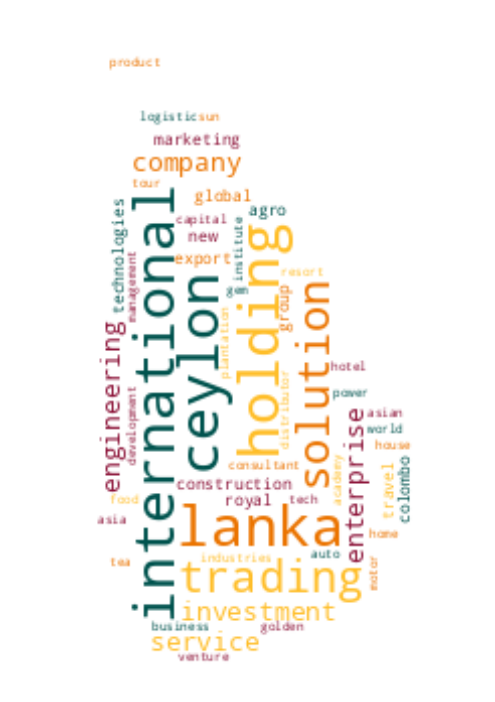 product
logistic
sun
marketing
company
tour
global
technologies
international
capital
agro
new
institute
holding
export
management
ceylon
resort
group
solution
plantation
engineering
hotel
distributor
development
power
asian
enterprise
world
house
consultant
academy
travel
colombo
construction
food
royal
tech
lanka
asia
home
auto
industries
tea
trading
motor
investment
business
golden
service
venture